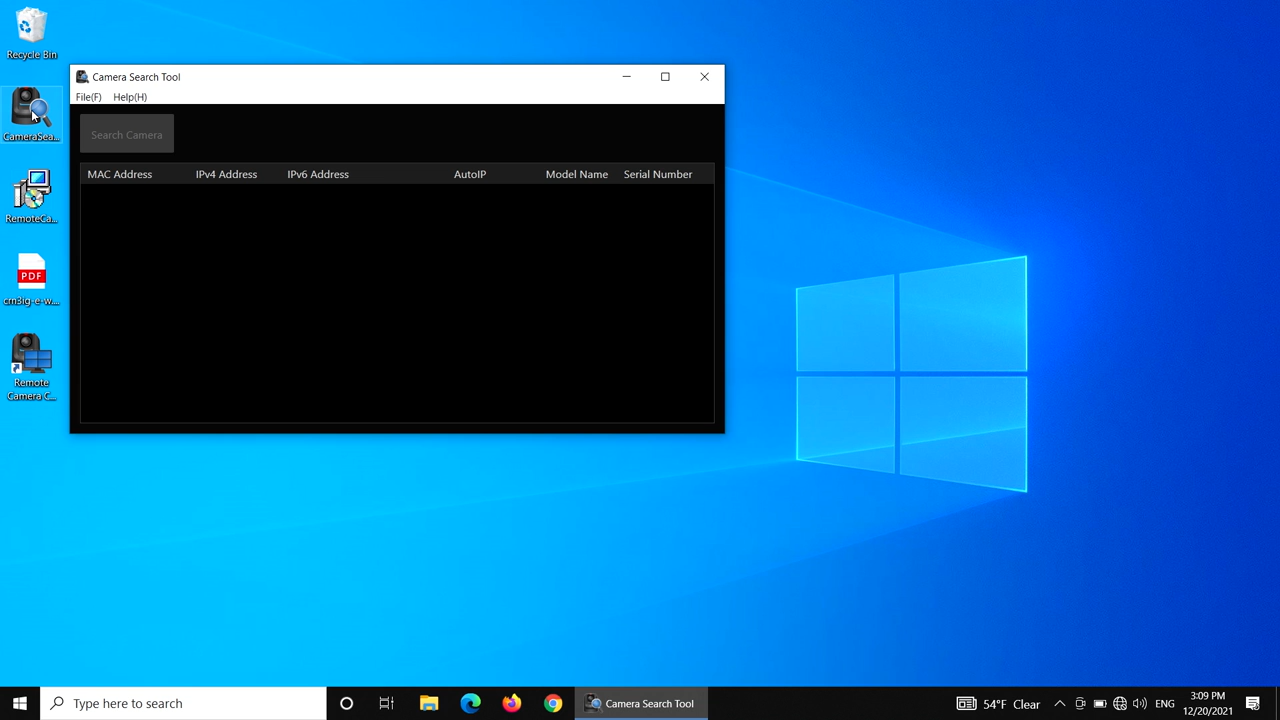 Recycle Bin
CameraSea...
RemoteCa...
PDF
crn3ig-e-w...
Remote
Camera C...
Camera Search Tool
File(F) Help(H)
Search Camera
MAC Address IPv4 Address IPv6 Address AutoIP Model Name Serial Number
Type here to search
Camera Search Tool
54°F Clear
ENG
3:09 PM
12/20/2021